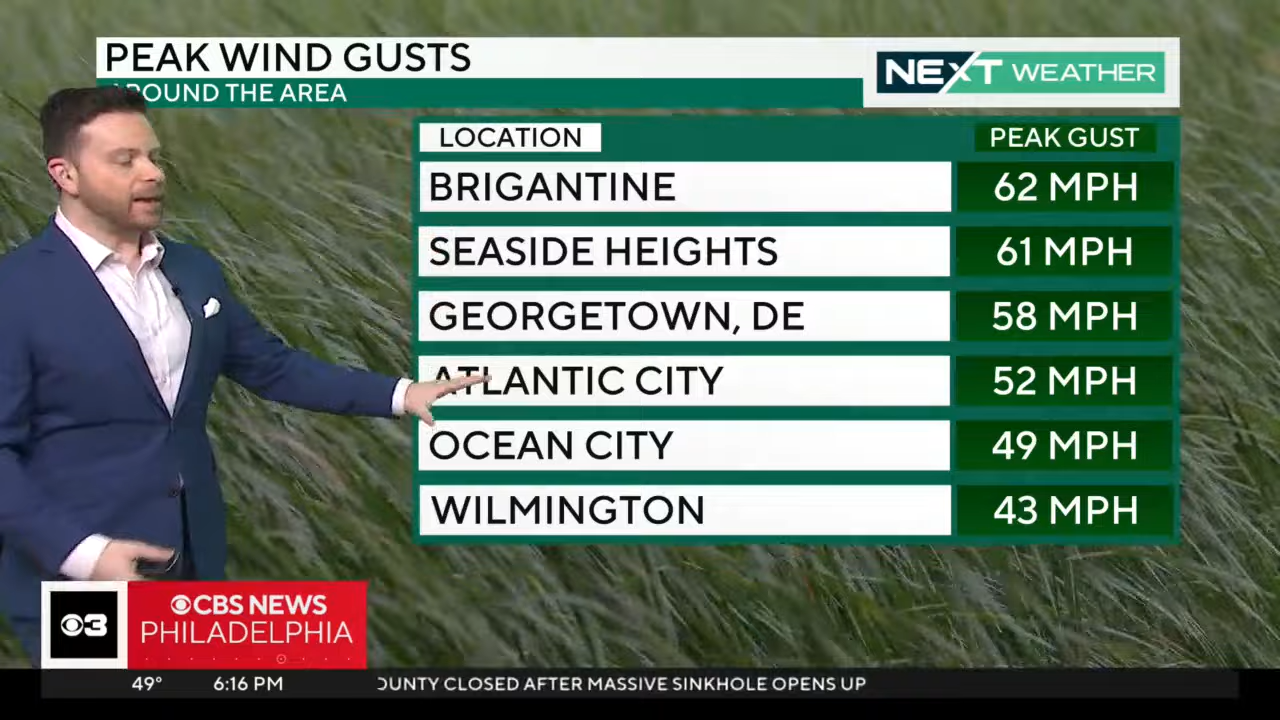 PEAK WIND GUSTS
AROUND THE AREA
NEXT WEATHER
LOCATION PEAK GUST
BRIGANTINE 62 MPH
SEASIDE HEIGHTS 61 MPH
GEORGETOWN, DE 58 MPH
ATLANTIC CITY 52 MPH
OCEAN CITY 49 MPH
WILMINGTON 43 MPH
3
CBS NEWS
PHILADELPHIA
49° 6:16 PM OUNTY CLOSED AFTER MASSIVE SINKHOLE OPENS UP